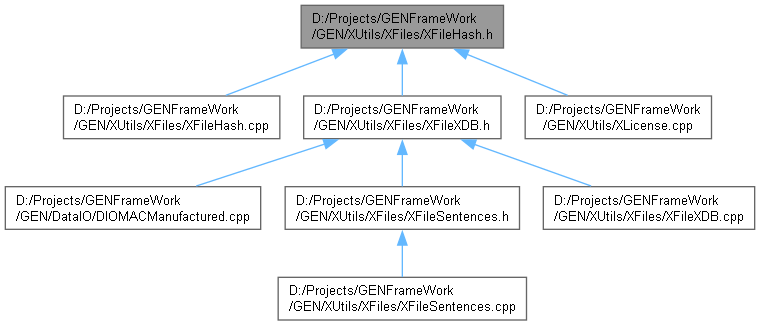 D:/Projects/GENFrameWork
/GEN/XUtils/XFiles/XFileHash.h
D:/Projects/GENFrameWork
/GEN/XUtils/XFiles/XFileHash.cpp
D:/Projects/GENFrameWork
/GEN/XUtils/XFiles/XFileXDB.h
D:/Projects/GENFrameWork
/GEN/XUtils/XLicense.cpp
D:/Projects/GENFrameWork
/GEN/DataIO/DIOMACManufactured.cpp
D:/Projects/GENFrameWork
/GEN/XUtils/XFiles/XFileSentences.h
D:/Projects/GENFrameWork
/GEN/XUtils/XFiles/XFileXDB.cpp
D:/Projects/GENFrameWork
/GEN/XUtils/XFiles/XFileSentences.cpp